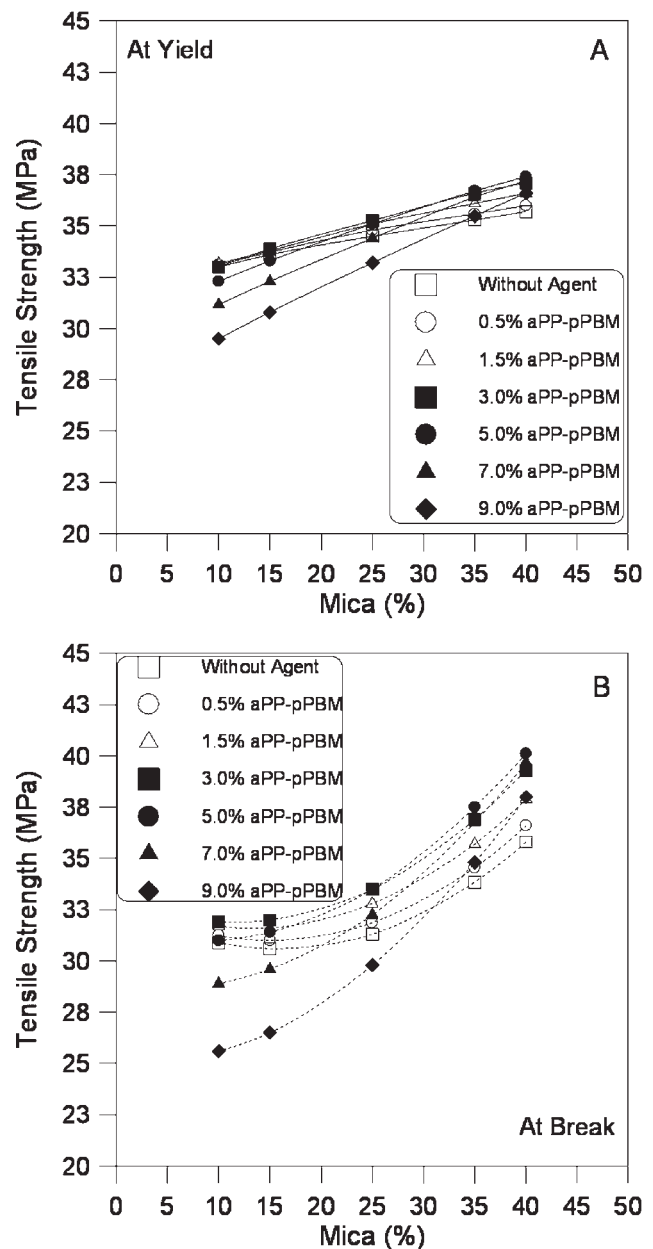 At Yield
A
45
43
40
38
35
33
30
28
25
23
20
Tensile Strength (MPa)
Without Agent
0.5% aPP-pPBM
1.5% aPP-pPBM
3.0% aPP-pPBM
5.0% aPP-pPBM
7.0% aPP-pPBM
9.0% aPP-pPBM
0 5 10 15 20 25 30 35 40 45 50
Mica (%)
B
45
43
40
38
35
33
30
28
25
23
20
Tensile Strength (MPa)
Without Agent
0.5% aPP-pPBM
1.5% aPP-pPBM
3.0% aPP-pPBM
5.0% aPP-pPBM
7.0% aPP-pPBM
9.0% aPP-pPBM
At Break
0 5 10 15 20 25 30 35 40 45 50
Mica (%)